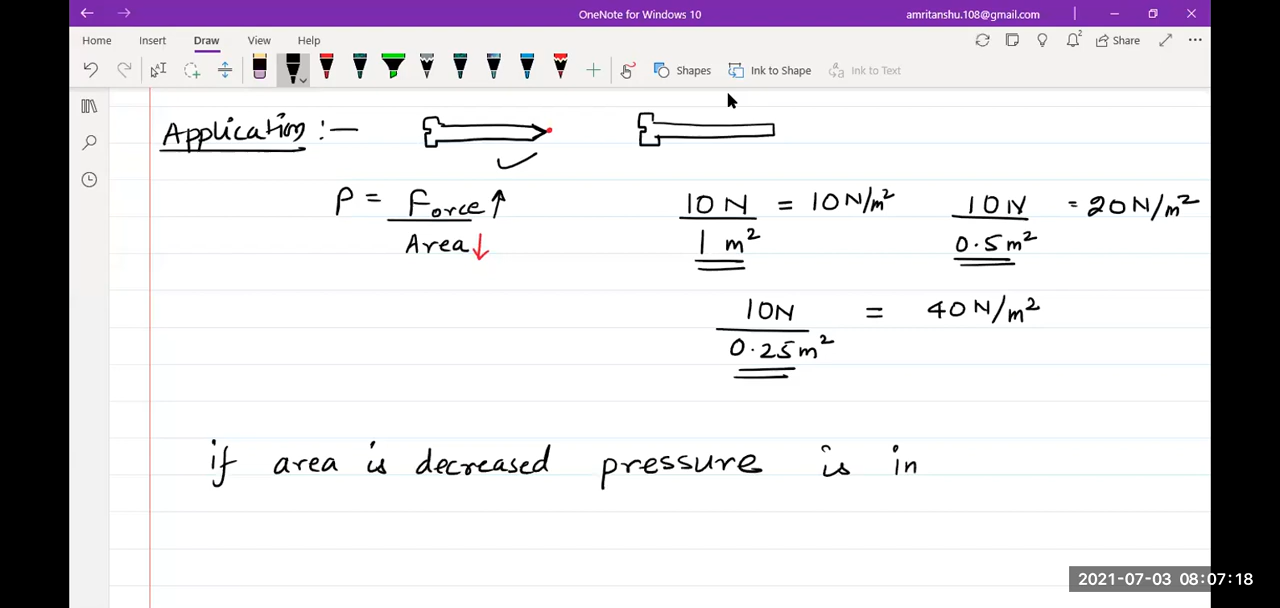 OneNote for Windows 10
amritanshu.108@gmail.com
Home Insert Draw View Help
Share
Shapes Ink to Shape Ink to Text
Application :-
P = Force ↑ / Area ↓
10 N / 1 m² = 10 N/m²
10 N / 0.5 m² = 20 N/m²
10N / 0.25 m² = 40 N/m²
if area is decreased pressure is in
2021-07-03 08:07:18